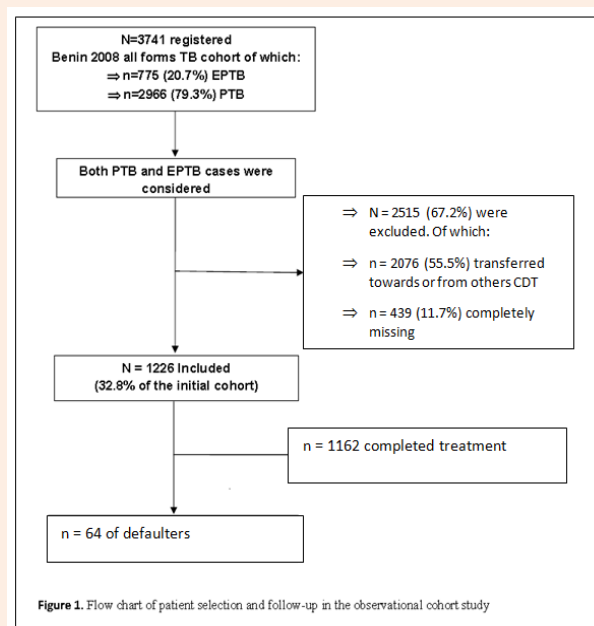 N=3741 registered
Benin 2008 all forms TB cohort of which:
⇒n=775 (20.7%) EPTB
⇒n=2966 (79.3%) PTB
Both PTB and EPTB cases were
considered
⇒ N = 2515 (67.2%) were
excluded. Of which:
⇒ n = 2076 (55.5%) transferred
towards or from others CDT
⇒ n = 439 (11.7%) completely
missing
N = 1226 Included
(32.8% of the initial cohort)
n = 1162 completed treatment
n = 64 of defaulters
Figure 1. Flow chart of patient selection and follow-up in the observational cohort study